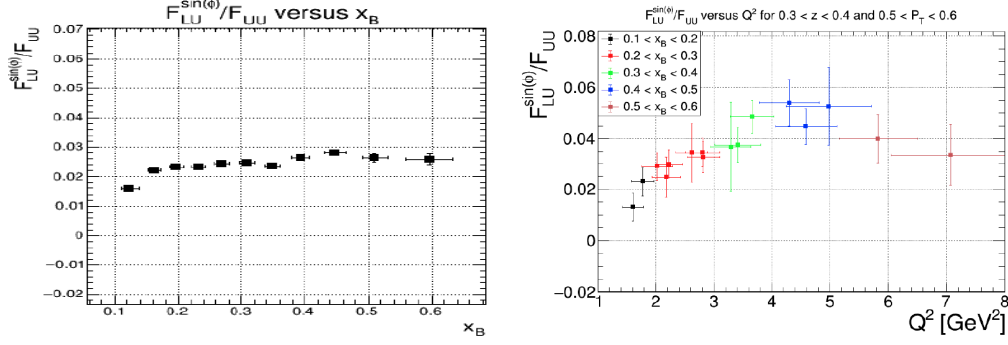 F_LU^sin(ϕ)/F_UU versus x_B
F_LU^sin(ϕ)/F_UU
0.07
0.06
0.05
0.04
0.03
0.02
0.01
0
−0.01
−0.02
0.1 0.2 0.3 0.4 0.5 0.6
x_B
F_LU^sin(ϕ)/F_UU versus Q² for 0.3 < z < 0.4 and 0.5 < P_T < 0.6
F_LU^sin(ϕ)/F_UU
0.1 < x_B < 0.2
0.2 < x_B < 0.3
0.3 < x_B < 0.4
0.4 < x_B < 0.5
0.5 < x_B < 0.6
0.08
0.06
0.04
0.02
0
−0.02
1 2 3 4 5 6 7 8
Q² [GeV²]